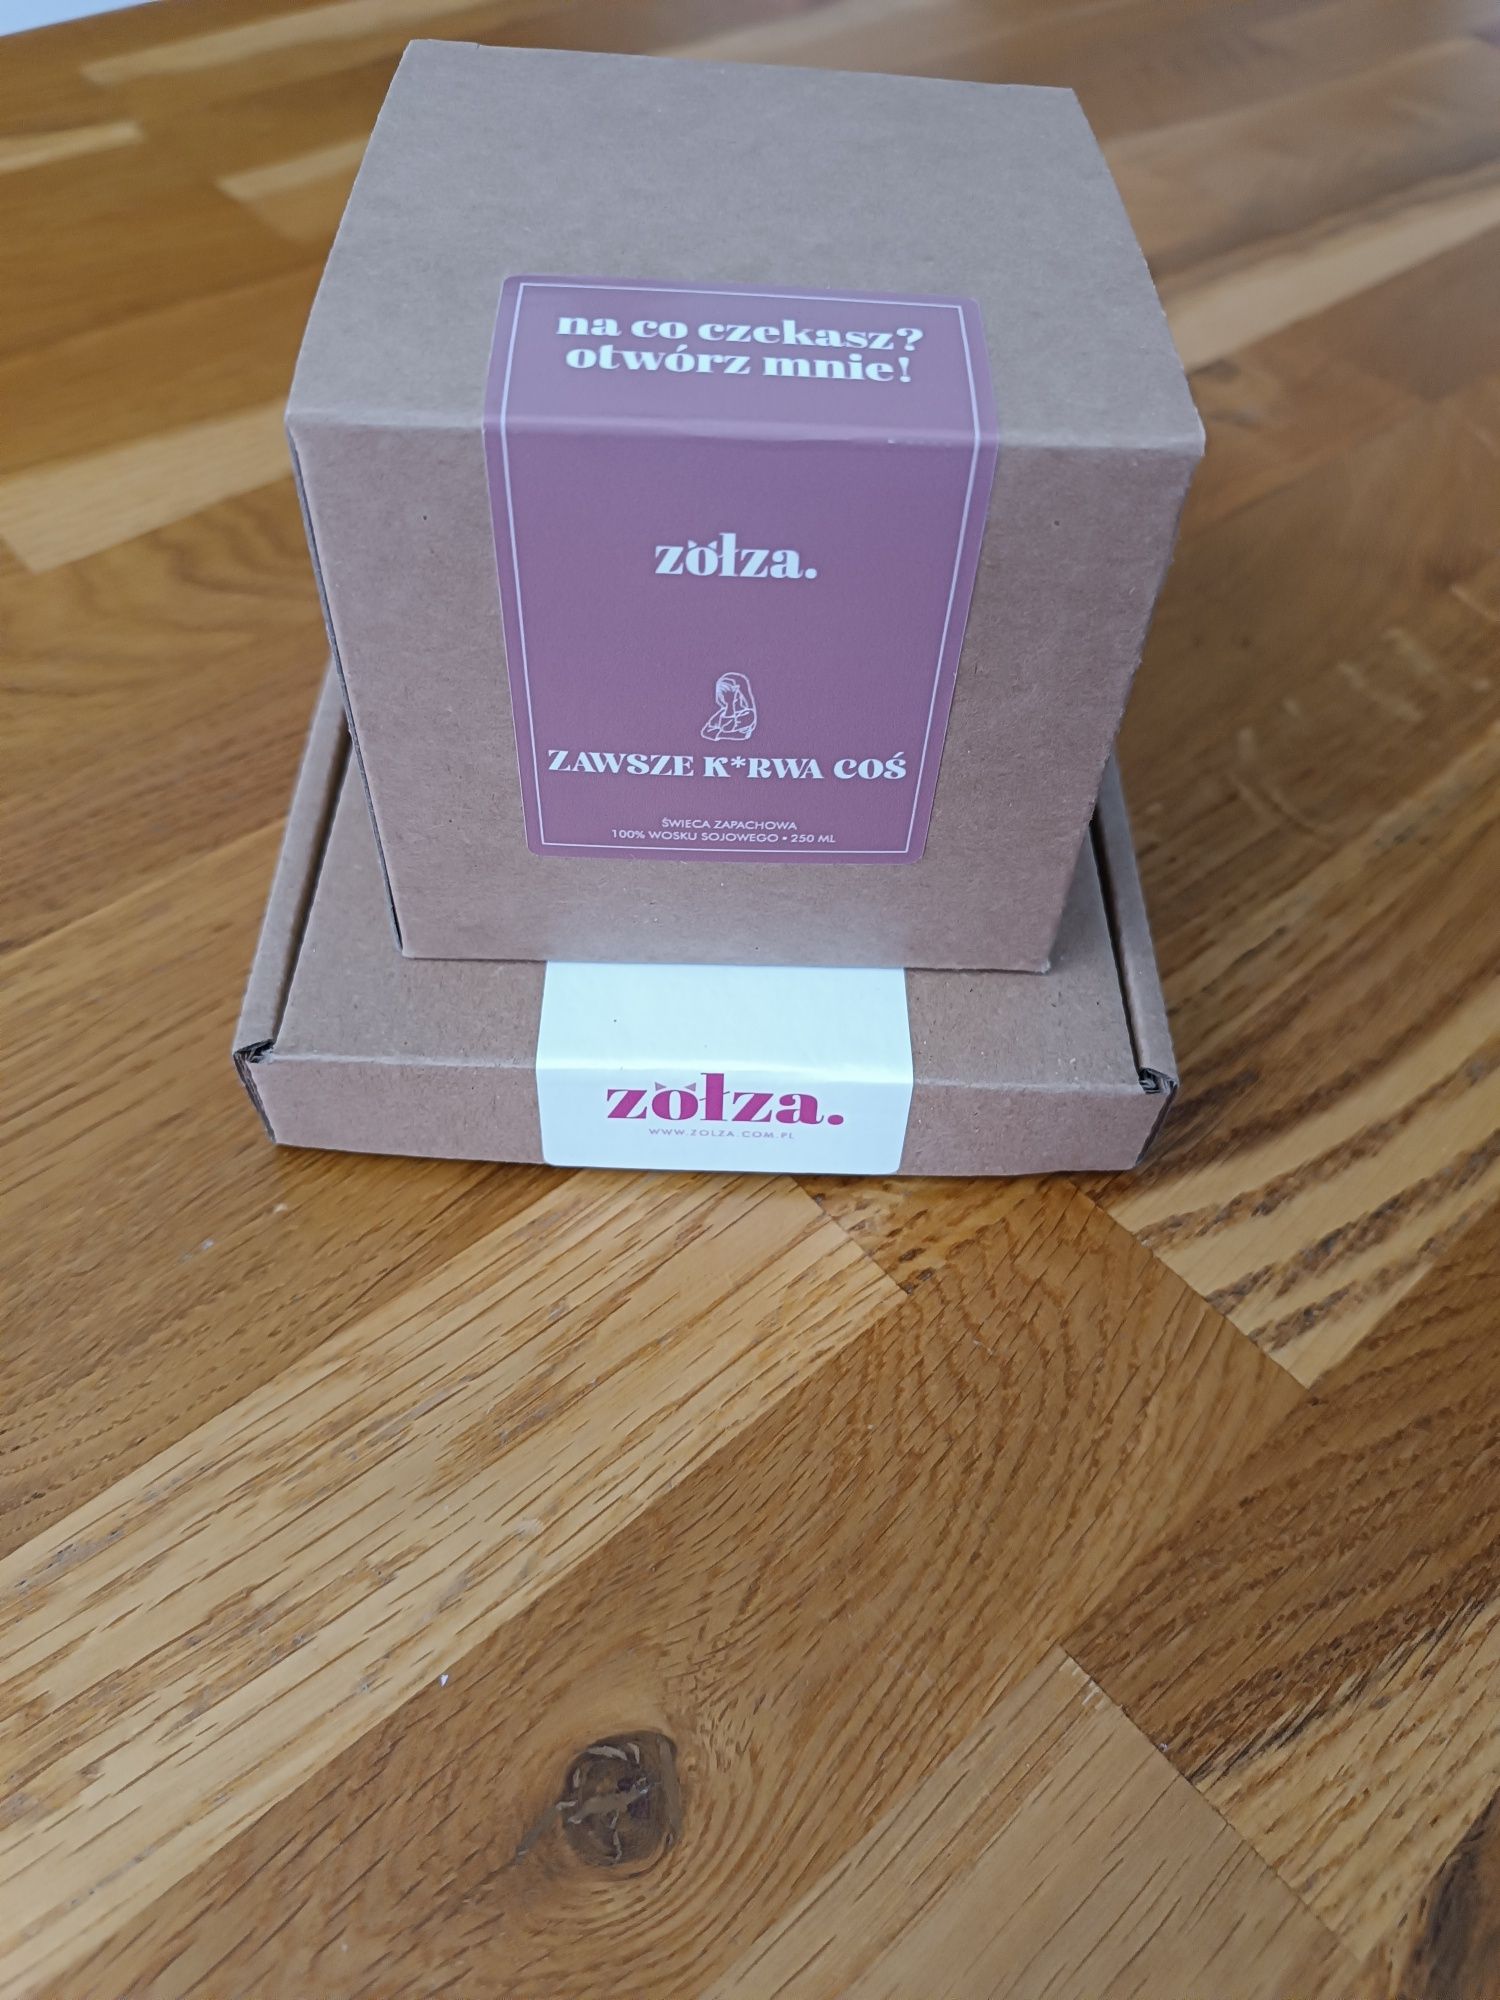 na co czekasz?
otwórz mnie!
zołza.
ZAWSZE K*RWA COŚ
ŚWIECA ZAPACHOWA
100% WOSKU SOJOWEGO • 250 ML
zołza.
WWW.ZOLZA.COM.PL